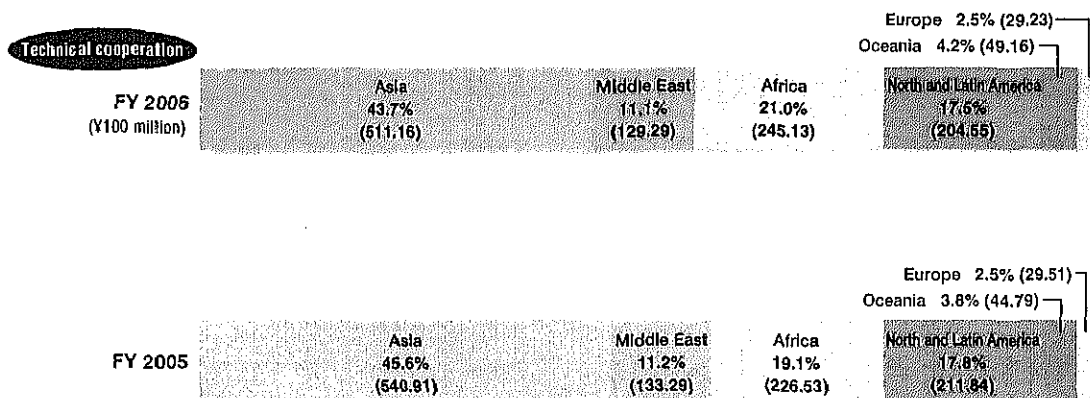 Technical cooperation
Europe 2.5% (29.23)
Oceania 4.2% (49.16)
FY 2006
(¥100 million)
Asia
43.7%
(511.16)
Middle East
11.1%
(129.29)
Africa
21.0%
(245.13)
North and Latin America
17.5%
(204.55)
Europe 2.5% (29.51)
Oceania 3.8% (44.79)
FY 2005
Asia
45.6%
(540.91)
Middle East
11.2%
(133.29)
Africa
19.1%
(226.53)
North and Latin America
17.8%
(211.84)